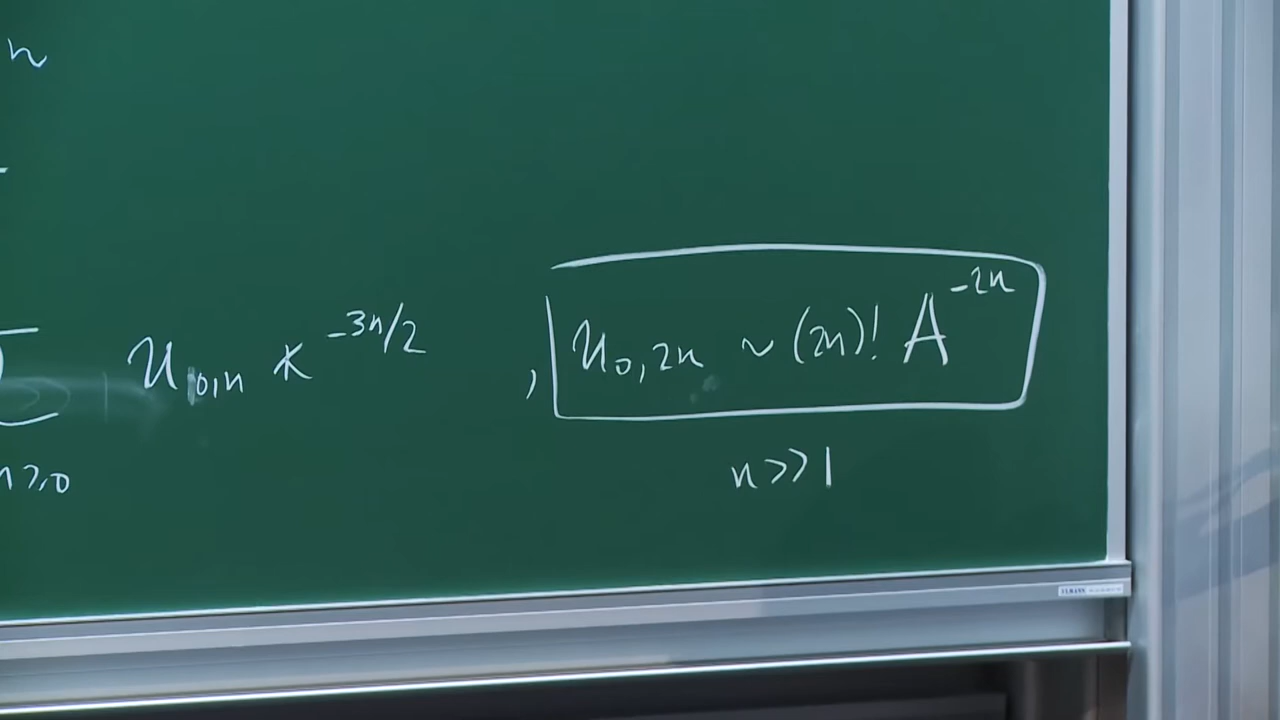 n
u_{0,n} κ^{-3n/2} , u_{0,2n} ~ (2n)! A^{-2n}
n≥0 n>>1